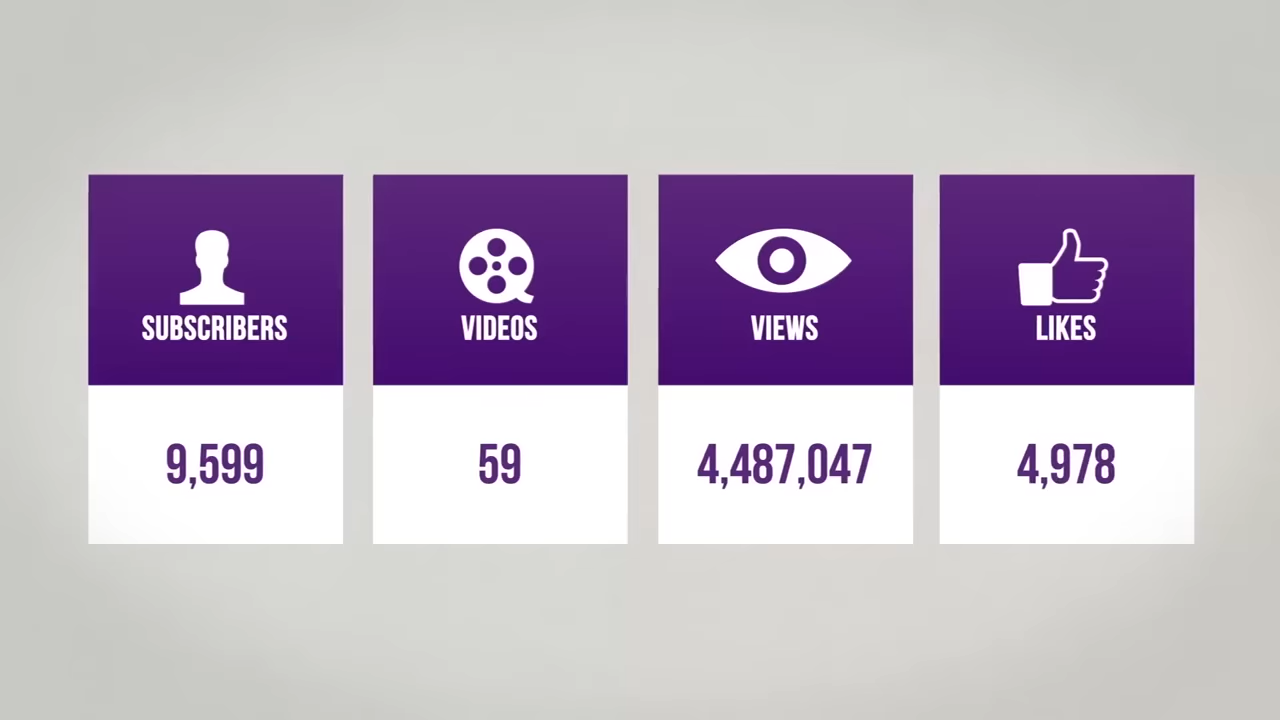 SUBSCRIBERS
9,599
VIDEOS
59
VIEWS
4,487,047
LIKES
4,978